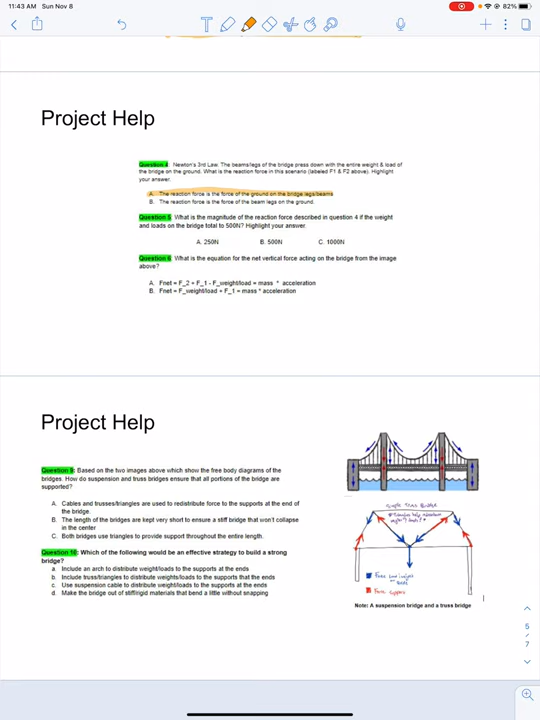 11:43 AM Sun Nov 8
82%
Project Help
Question 4: Newton's 3rd Law. The beams/legs of the bridge press down with the entire weight & load of
the bridge on the ground. What is the reaction force in this scenario (labeled F1 & F2 above). Highlight
your answer.
A. The reaction force is the force of the ground on the bridge legs/beams
B. The reaction force is the force of the beam legs on the ground.
Question 5: What is the magnitude of the reaction force described in question 4 if the weight
and loads on the bridge total to 500N? Highlight your answer.
A. 250N B. 500N C. 1000N
Question 6: What is the equation for the net vertical force acting on the bridge from the image
above?
A. Fnet = F_2 + F_1 - F_weight/load = mass * acceleration
B. Fnet = F_weight/load + F_1 = mass * acceleration
Project Help
Question 9: Based on the two images above which show the free body diagrams of the
bridges. How do suspension and truss bridges ensure that all portions of the bridge are
supported?
A. Cables and trusses/triangles are used to redistribute force to the supports at the end of
the bridge.
B. The length of the bridges are kept very short to ensure a stiff bridge that won't collapse
in the center
C. Both bridges use triangles to provide support throughout the entire length.
Question 10: Which of the following would be an effective strategy to build a strong
bridge?
a. Include an arch to distribute weight/loads to the supports at the ends
b. Include truss/triangles to distribute weights/loads to the supports that the ends
c. Use suspension cable to distribute weight/loads to the supports at the ends
d. Make the bridge out of stiff/rigid materials that bend a little without snapping
Simple Truss Bridge
Force
Force Supports
Note: A suspension bridge and a truss bridge
5
/
7